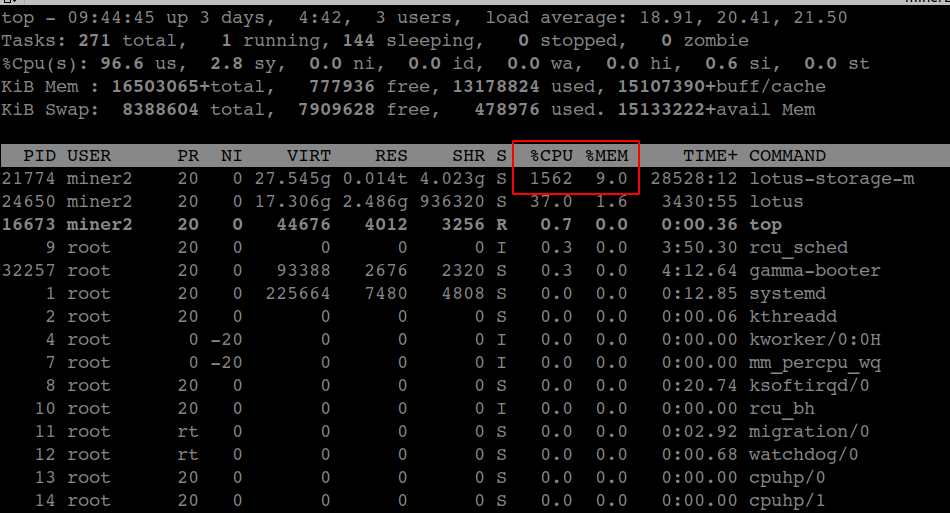 top - 09:44:45 up 3 days,  4:42,  3 users,  load average: 18.91, 20.41, 21.50
Tasks: 271 total,   1 running, 144 sleeping,   0 stopped,   0 zombie
%Cpu(s): 96.6 us,  2.8 sy,  0.0 ni,  0.0 id,  0.0 wa,  0.0 hi,  0.6 si,  0.0 st
KiB Mem : 16503065+total,   777936 free, 13178824 used, 15107390+buff/cache
KiB Swap:  8388604 total,  7909628 free,   478976 used. 15133222+avail Mem
PID USER      PR  NI    VIRT    RES    SHR S  %CPU %MEM     TIME+ COMMAND
21774 miner2    20   0 27.545g 0.014t 4.023g S  1562  9.0  28528:12 lotus-storage-m
24650 miner2    20   0 17.306g 2.486g 936320 S  37.0  1.6   3430:55 lotus
16673 miner2    20   0   44676   4012   3256 R   0.7  0.0   0:00.36 top
9 root      20   0       0      0      0 I   0.3  0.0   3:50.30 rcu_sched
32257 root      20   0   93388   2676   2320 S   0.3  0.0   4:12.64 gamma-booter
1 root      20   0  225664   7480   4808 S   0.0  0.0   0:12.85 systemd
2 root      20   0       0      0      0 S   0.0  0.0   0:00.06 kthreadd
4 root       0 -20       0      0      0 I   0.0  0.0   0:00.00 kworker/0:0H
7 root       0 -20       0      0      0 I   0.0  0.0   0:00.00 mm_percpu_wq
8 root      20   0       0      0      0 S   0.0  0.0   0:20.74 ksoftirqd/0
10 root      20   0       0      0      0 I   0.0  0.0   0:00.00 rcu_bh
11 root      rt   0       0      0      0 S   0.0  0.0   0:02.92 migration/0
12 root      rt   0       0      0      0 S   0.0  0.0   0:00.68 watchdog/0
13 root      20   0       0      0      0 S   0.0  0.0   0:00.00 cpuhp/0
14 root      20   0       0      0      0 S   0.0  0.0   0:00.00 cpuhp/1